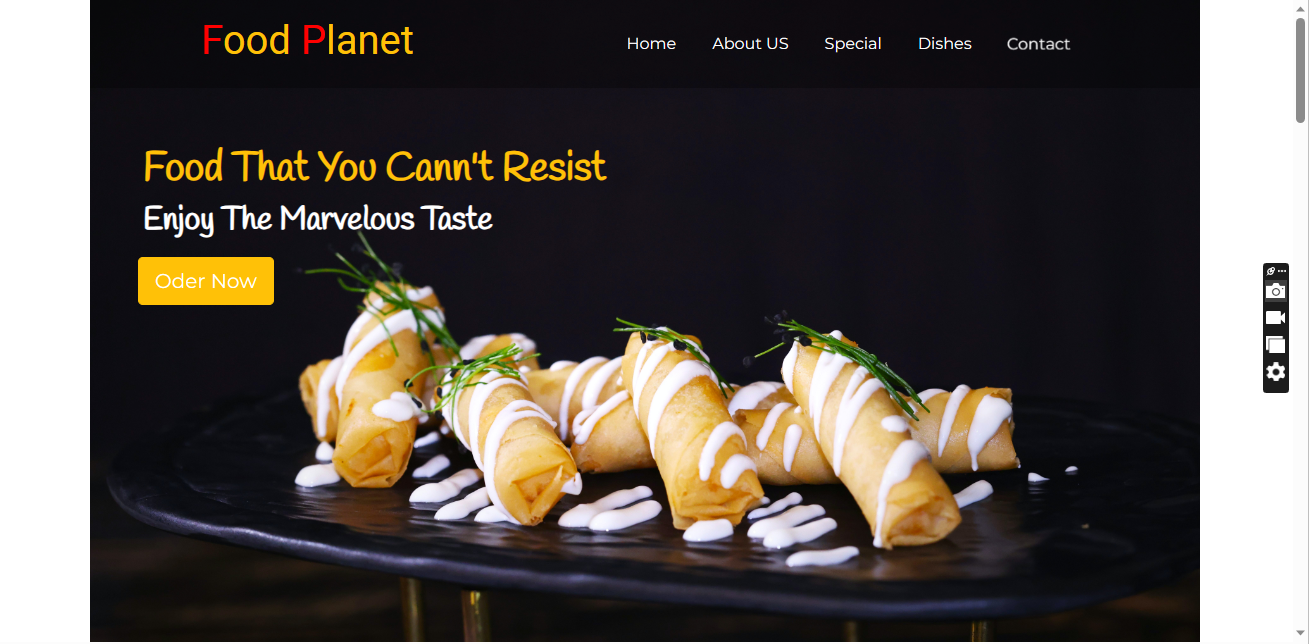 Food Planet
Home About US Special Dishes Contact
Food That You Cann't Resist
Enjoy The Marvelous Taste
Oder Now